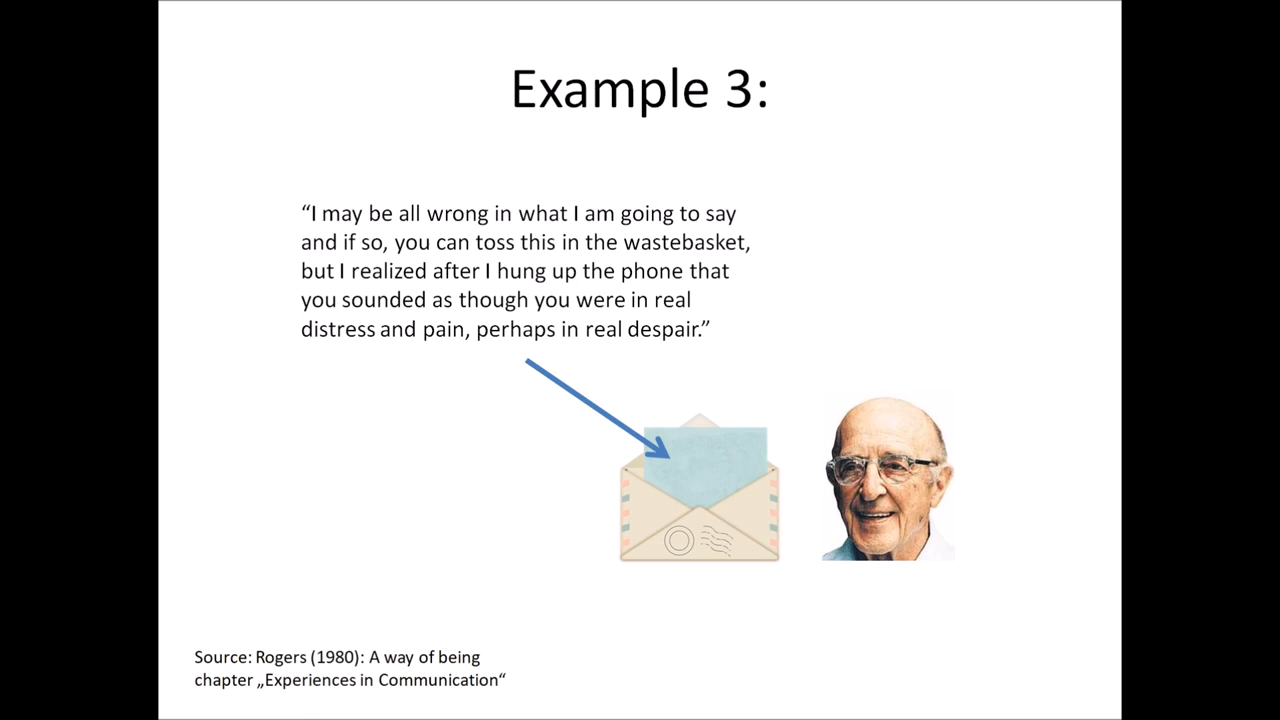 Example 3:
“I may be all wrong in what I am going to say
and if so, you can toss this in the wastebasket,
but I realized after I hung up the phone that
you sounded as though you were in real
distress and pain, perhaps in real despair.”
Source: Rogers (1980): A way of being
chapter „Experiences in Communication“